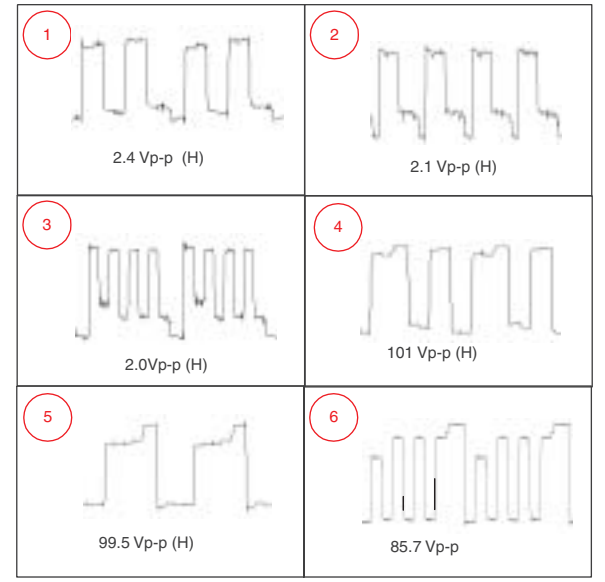 1
2.4 Vp-p (H)
2
2.1 Vp-p (H)
3
2.0Vp-p (H)
4
101 Vp-p (H)
5
99.5 Vp-p (H)
6
85.7 Vp-p